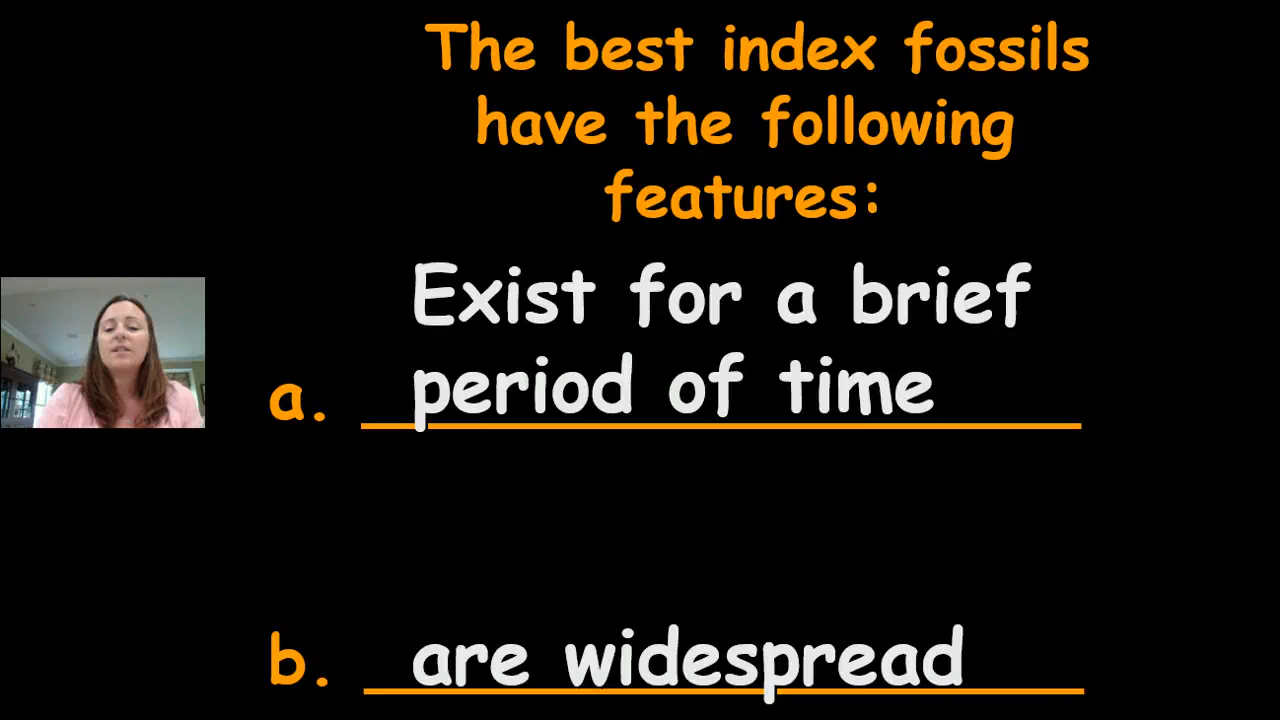 The best index fossils
have the following
features:
Exist for a brief
a. period of time
b. are widespread